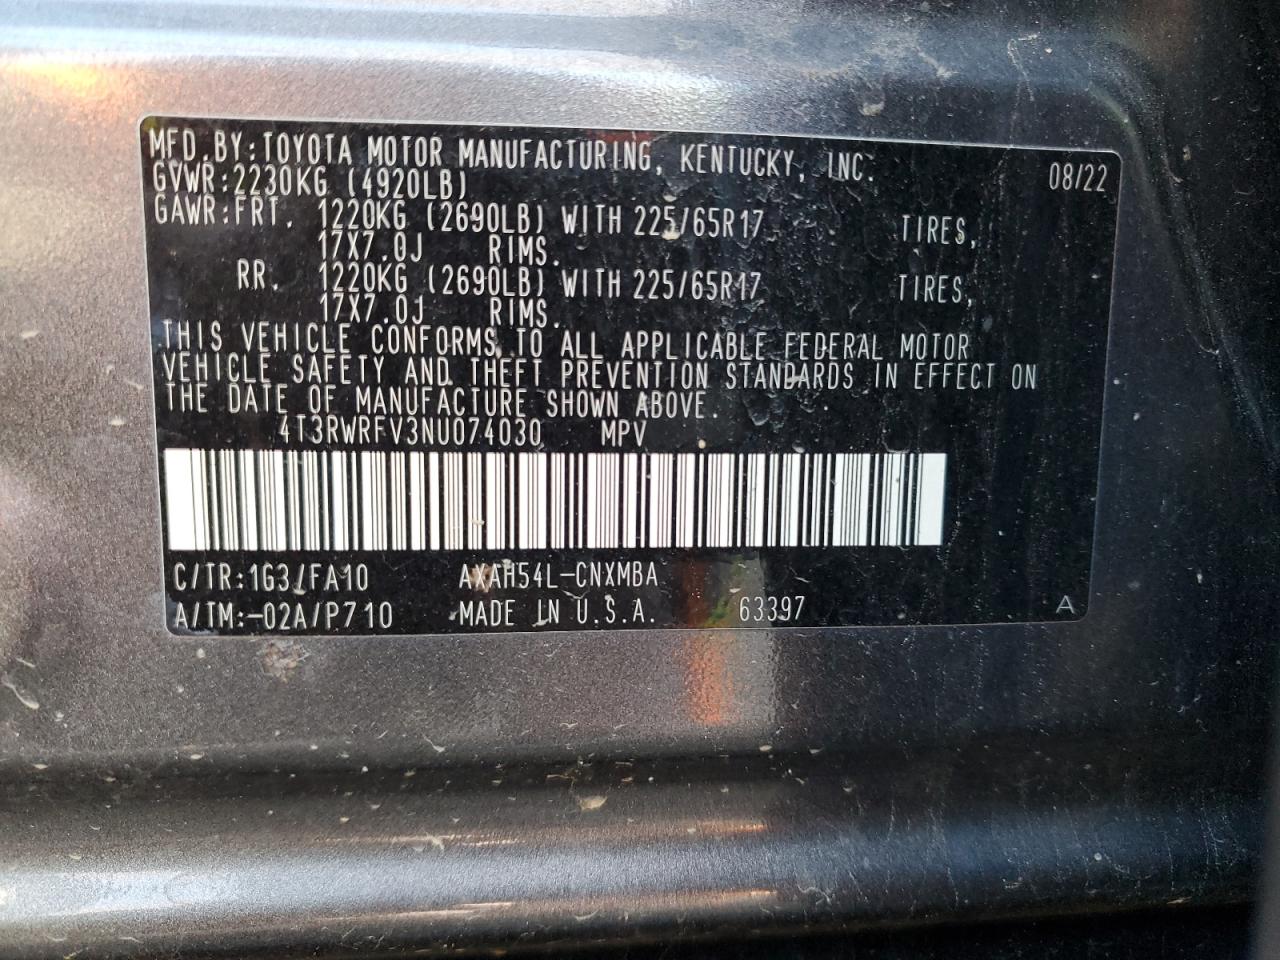 MFD.BY:TOYOTA MOTOR MANUFACTURING, KENTUCKY, INC. 08/22
GVWR:2230KG (4920LB)
GAWR:FRT. 1220KG (2690LB) WITH 225/65R17 TIRES,
17X7.0J RIMS.
RR. 1220KG (2690LB) WITH 225/65R17 TIRES,
17X7.0J RIMS.
THIS VEHICLE CONFORMS TO ALL APPLICABLE FEDERAL MOTOR
VEHICLE SAFETY AND THEFT PREVENTION STANDARDS IN EFFECT ON
THE DATE OF MANUFACTURE SHOWN ABOVE.
4T3RWRFV3NU074030 MPV
C/TR:1G3/FA10 AXAH54L-CNXMBA
A/TM:-02A/P710 MADE IN U.S.A. 63397 A